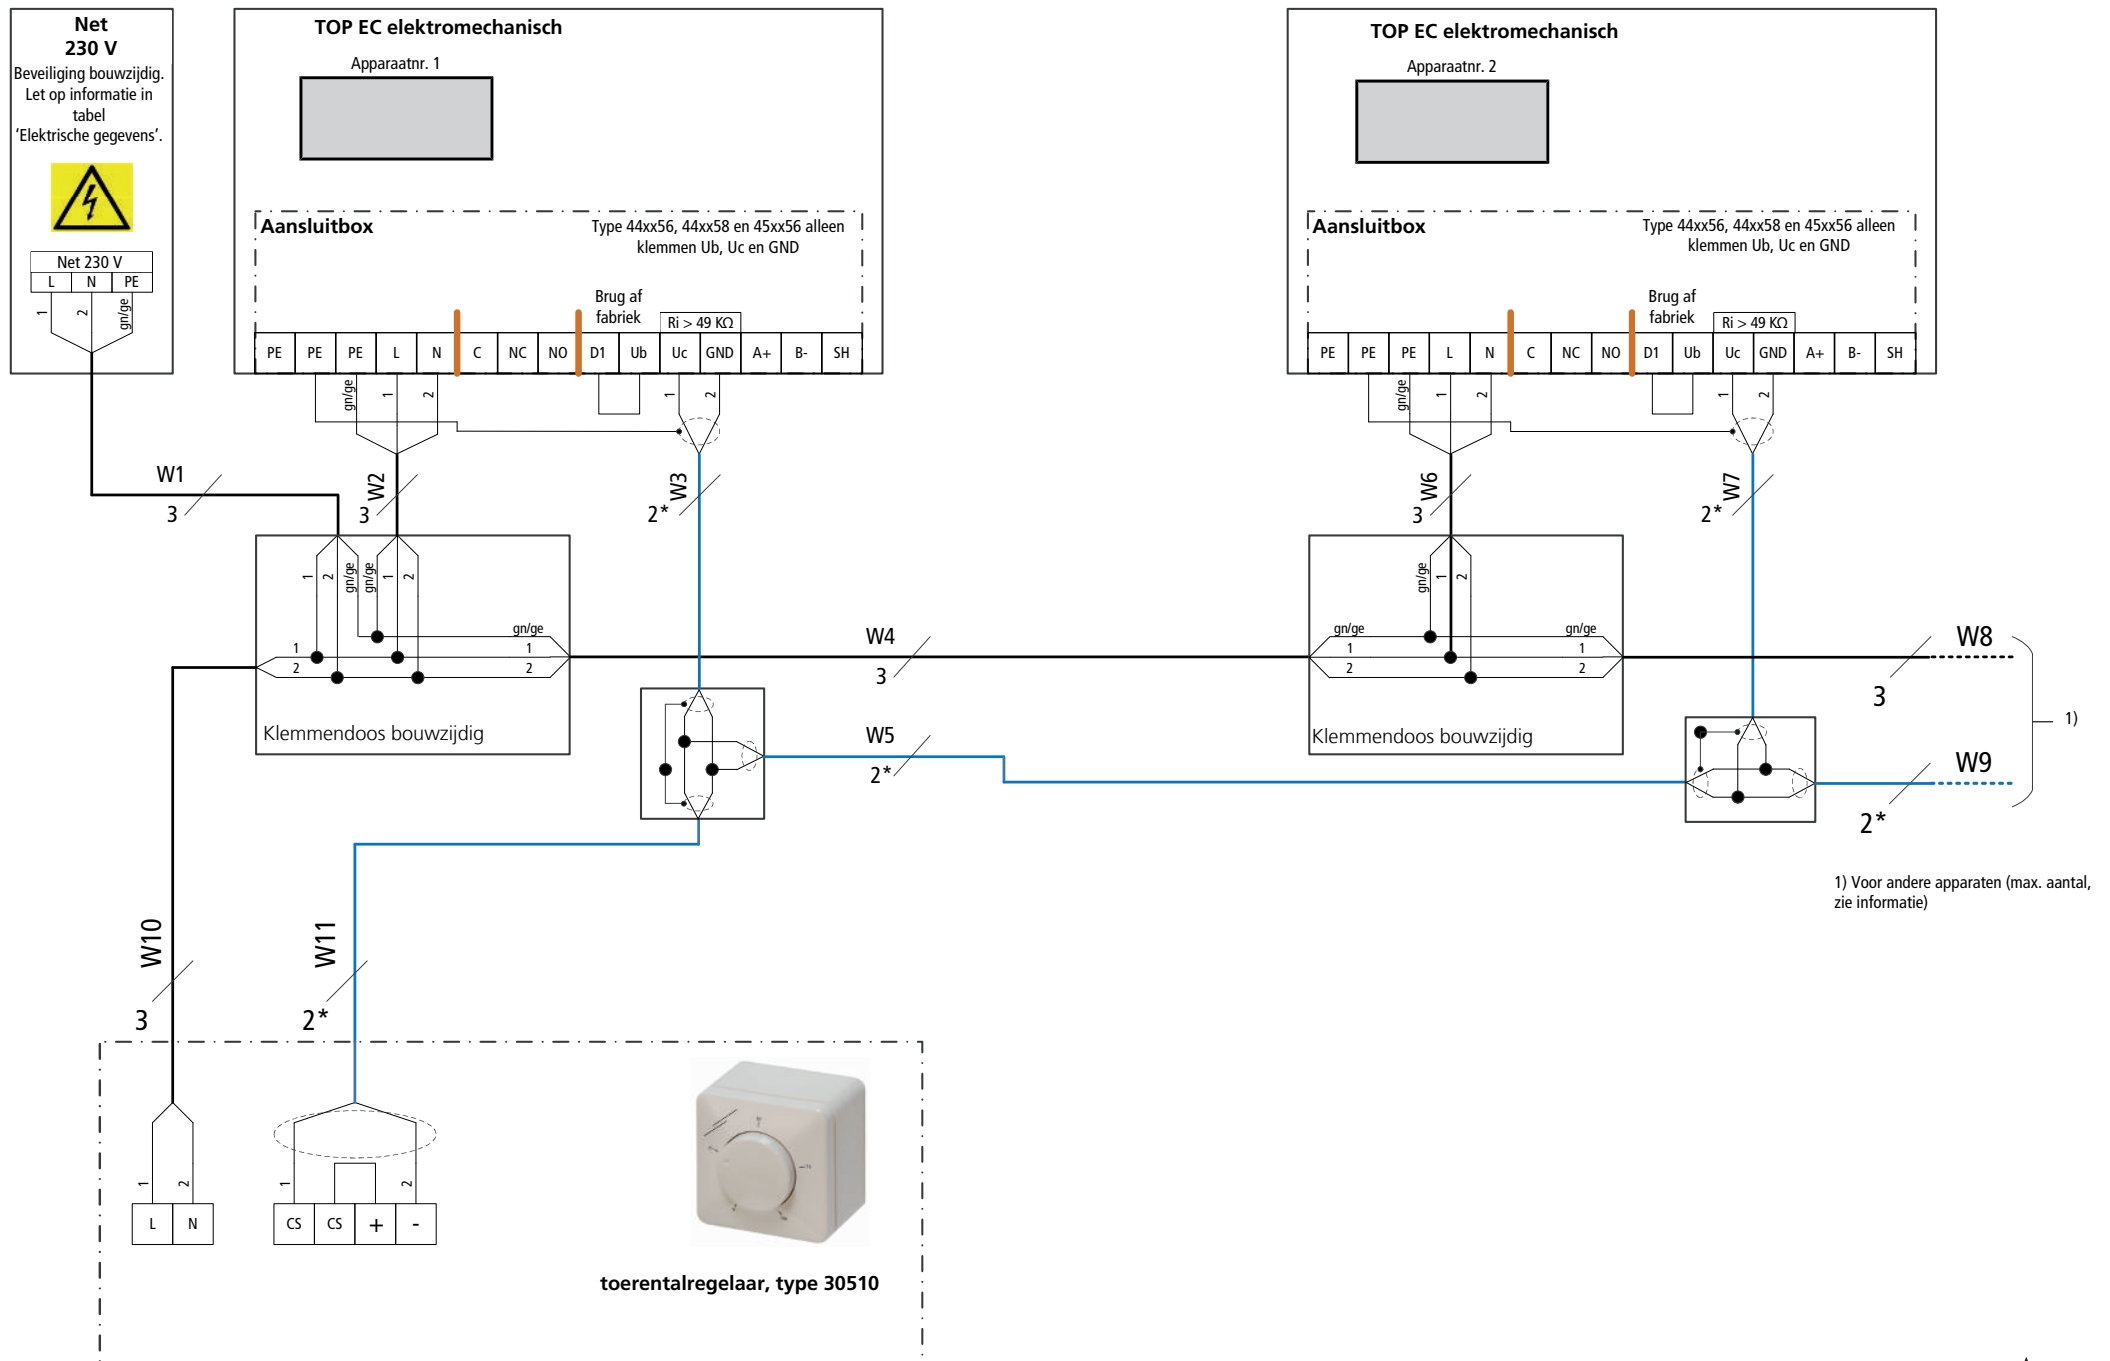 Net
230 V
Beveiliging bouwzijdig.
Let op informatie in
tabel
'Elektrische gegevens'.
Net 230 V
L N PE
1 2 gn/ge
TOP EC elektromechanisch
Apparaatnr. 1
Aansluitbox
Type 44xx56, 44xx58 en 45xx56 alleen
klemmen Ub, Uc en GND
Brug af
fabriek
Ri > 49 KΩ
PE PE PE L N C NC NO D1 Ub Uc GND A+ B- SH
gn/ge 1 2 1 2
TOP EC elektromechanisch
Apparaatnr. 2
Aansluitbox
Type 44xx56, 44xx58 en 45xx56 alleen
klemmen Ub, Uc en GND
Brug af
fabriek
Ri > 49 KΩ
PE PE PE L N C NC NO D1 Ub Uc GND A+ B- SH
gn/ge 1 2 1 2
W1
3
W2
3
W3
2*
W6
3
W7
2*
1 2 gn/ge gn/ge 1 2
gn/ge
1 1
2 2
Klemmendoos bouwzijdig
W4
3
W5
2*
gn/ge 1 2
gn/ge gn/ge
1 1
2 2
Klemmendoos bouwzijdig
W8
3
W9
2*
1)
1) Voor andere apparaten (max. aantal,
zie informatie)
W10
3
W11
2*
1 2
L N
1 2
CS CS + -
toerentalregelaar, type 30510